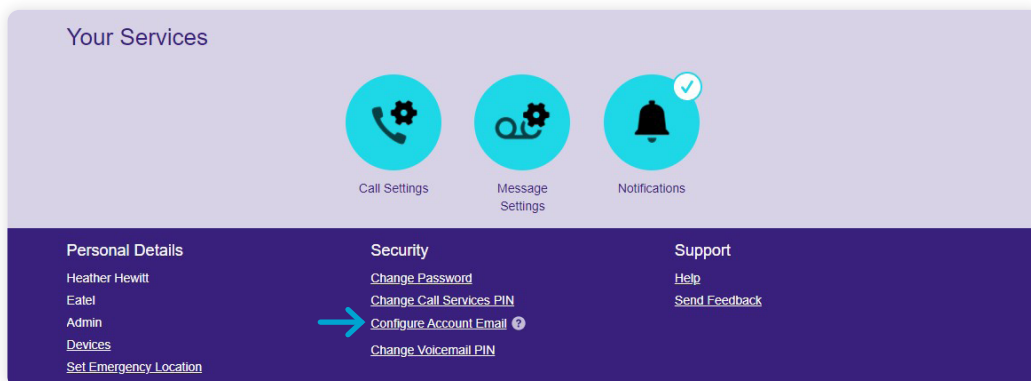 Your Services
Call Settings
Message
Settings
Notifications
Personal Details
Heather Hewitt
Eatel
Admin
Devices
Set Emergency Location
Security
Change Password
Change Call Services PIN
Configure Account Email ?
Change Voicemail PIN
Support
Help
Send Feedback